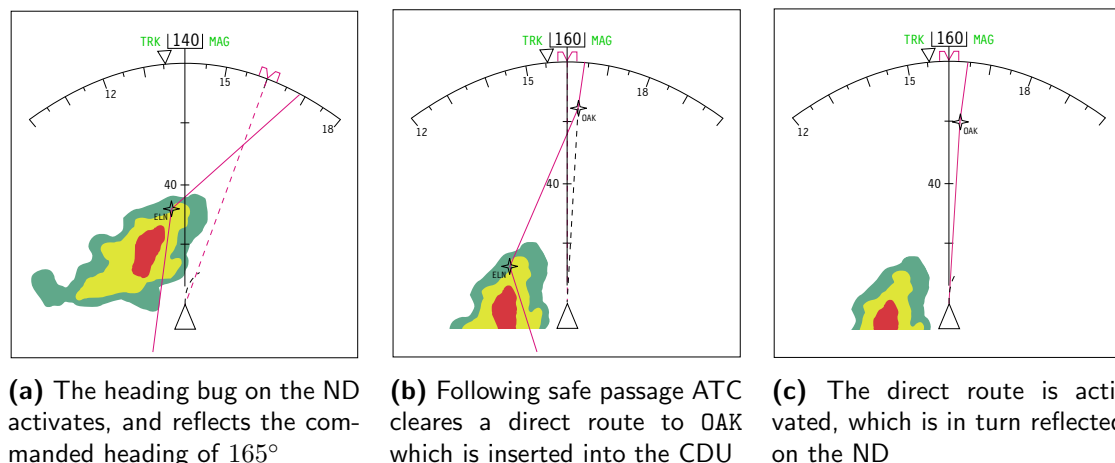 TRK 140 MAG
12
15
18
40
ELN
TRK 160 MAG
12
15
18
OAK
40
ELN
TRK 160 MAG
12
15
18
OAK
40
(a) The heading bug on the ND
activates, and reflects the com-
manded heading of 165°
(b) Following safe passage ATC
cleares a direct route to OAK
which is inserted into the CDU
(c) The direct route is acti-
vated, which is in turn reflected
on the ND